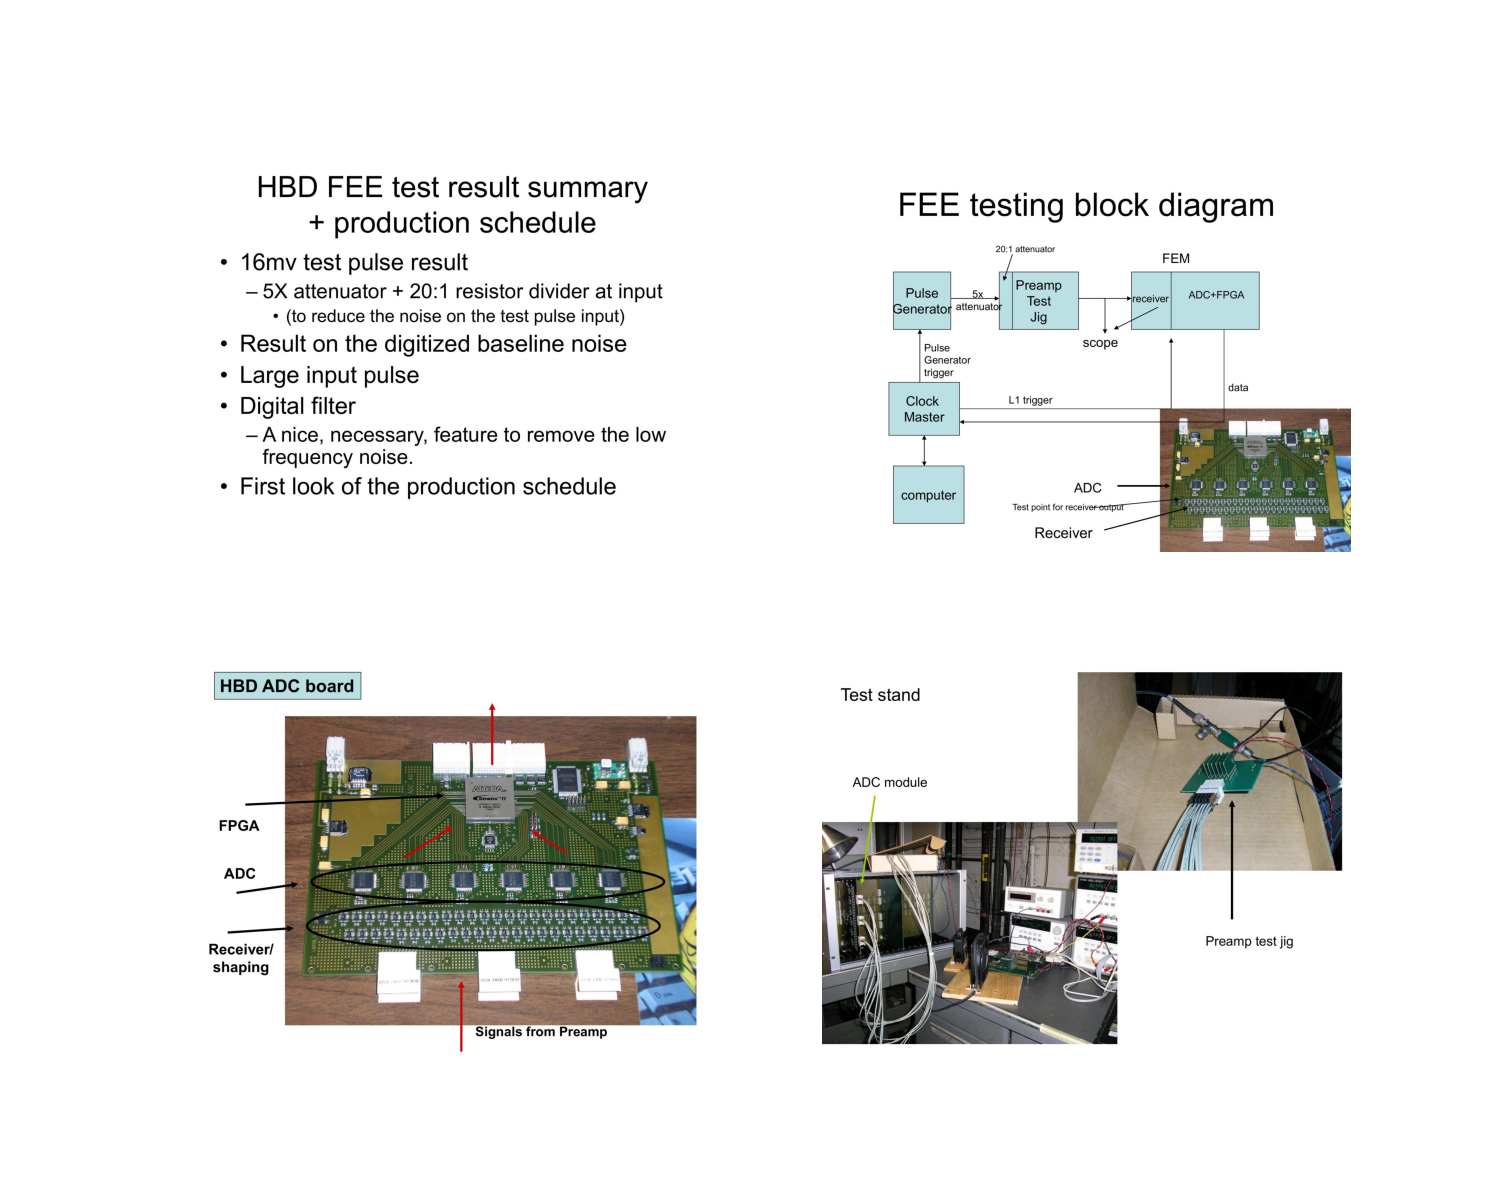 HBD FEE test result summary
+ production schedule
• 16mv test pulse result
– 5X attenuator + 20:1 resistor divider at input
• (to reduce the noise on the test pulse input)
• Result on the digitized baseline noise
• Large input pulse
• Digital filter
– A nice, necessary, feature to remove the low
frequency noise.
• First look of the production schedule
FEE testing block diagram
20:1 attenuator
FEM
Pulse
Generator
5x
attenuator
Preamp
Test
Jig
receiver
ADC+FPGA
scope
Pulse
Generator
trigger
data
Clock
Master
L1 trigger
computer
ADC
Test point for receiver output
Receiver
HBD ADC board
ALTERA
Stratix II
FPGA
ADC
Receiver/
shaping
Signals from Preamp
Test stand
ADC module
Preamp test jig